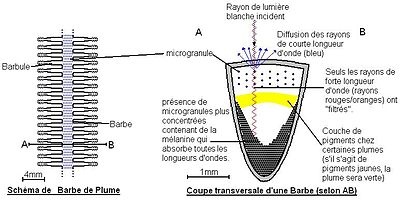 Rayon de lumière
blanche incident
A
Diffusion des rayons
de courte longueur
d'onde (bleu)
B
Barbule
microgranule
Seuls les rayons de
forte longueur
d'onde (rayons
rouges/oranges) ont
"filtrés".
présence de
microgranules plus
concentrées
contenant de la
mélanine qui
absorbe toutes les
longueurs d'ondes.
Barbe
A
B
Couche de
pigments chez
certaines plumes
(s'il s'agit de
pigments jaunes, la
plume sera verte)
4mm
1mm
Schéma de Barbe de Plume
Coupe transversale d'une Barbe (selon AB)